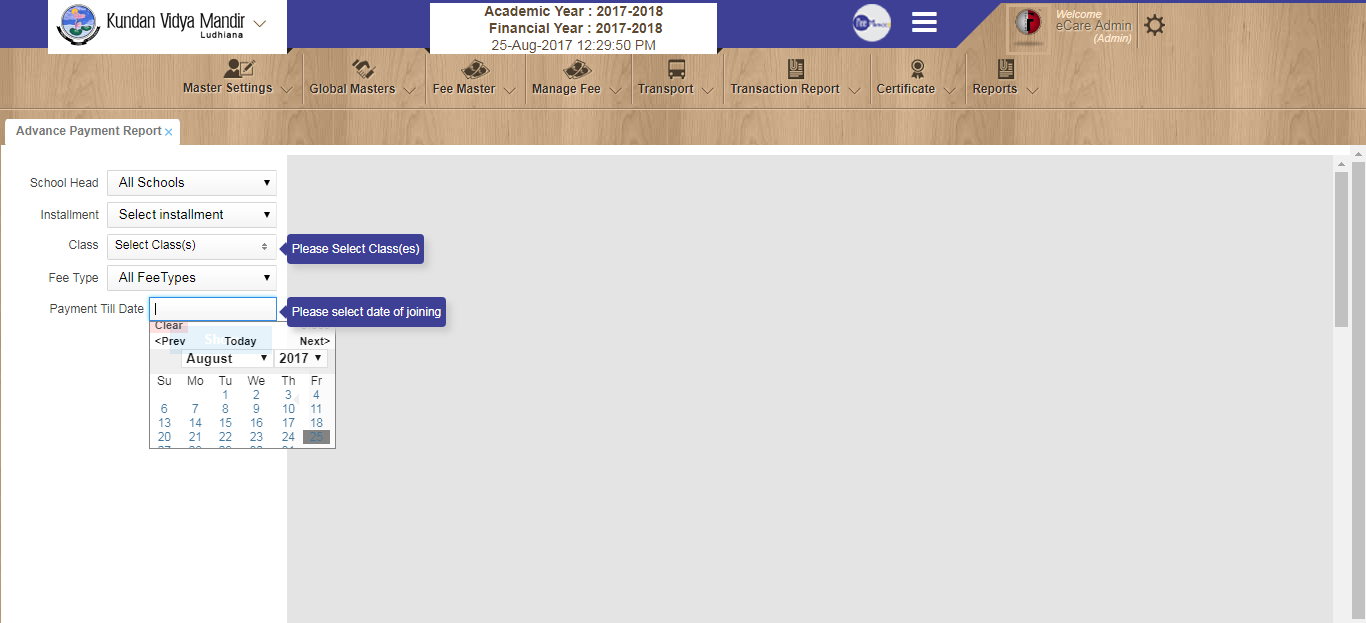 Kundan Vidya Mandir
Ludhiana
Academic Year : 2017-2018
Financial Year : 2017-2018
25-Aug-2017 12:29:50 PM
Welcome
eCare Admin
(Admin)
Master Settings
Global Masters
Fee Master
Manage Fee
Transport
Transaction Report
Certificate
Reports
Advance Payment Report ×
School Head All Schools
Installment Select installment
Class Select Class(s) Please Select Class(es)
Fee Type All FeeTypes
Payment Till Date Please select date of joining
Clear
<Prev Today Next>
August 2017
Su Mo Tu We Th Fr
1 2 3 4
6 7 8 9 10 11
13 14 15 16 17 18
20 21 22 23 24 25